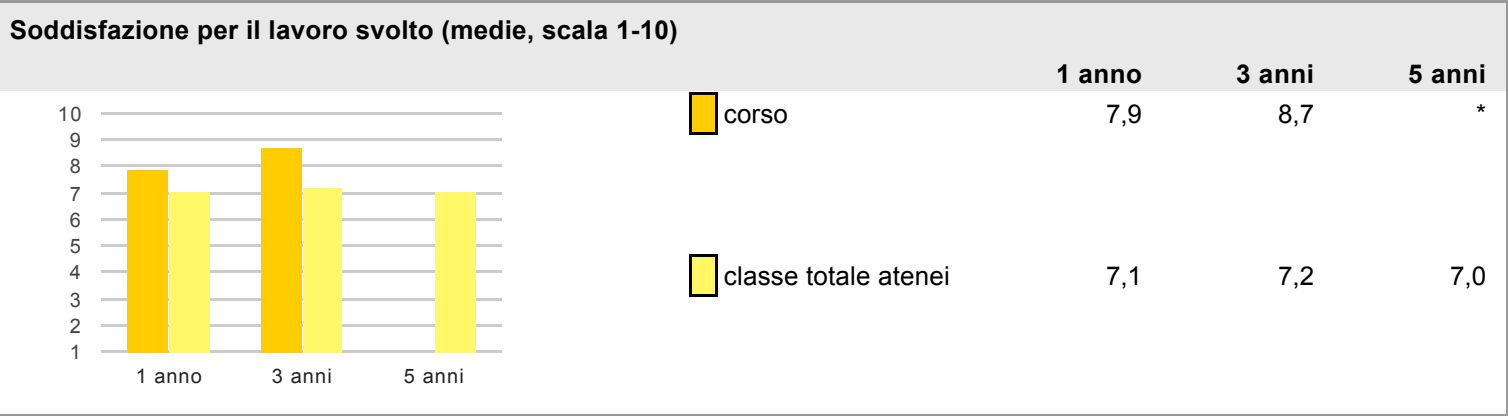 Soddisfazione per il lavoro svolto (medie, scala 1-10)
1 anno 3 anni 5 anni
corso 7,9 8,7 *
classe totale atenei 7,1 7,2 7,0
10
9
8
7
6
5
4
3
2
1
1 anno 3 anni 5 anni